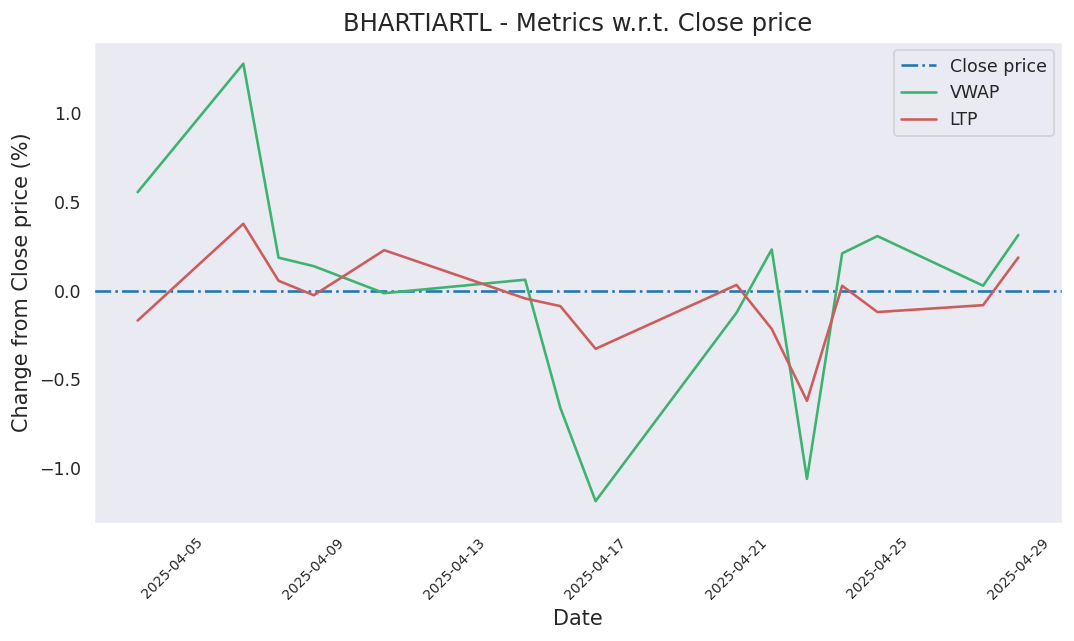 BHARTIARTL - Metrics w.r.t. Close price
Close price
VWAP
LTP
Change from Close price (%)
1.0
0.5
0.0
−0.5
−1.0
2025-04-05
2025-04-09
2025-04-13
2025-04-17
2025-04-21
2025-04-25
2025-04-29
Date